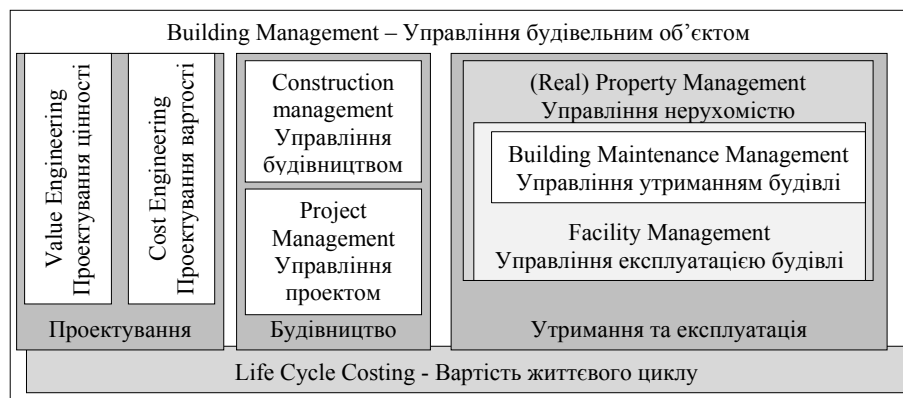 Building Management – Управління будівельним об’єктом
Value Engineering
Проектування цінності
Cost Engineering
Проектування вартості
Проектування
Construction
management
Управління
будівництвом
Project
Management
Управління
проектом
Будівництво
(Real) Property Management
Управління нерухомістю
Building Maintenance Management
Управління утриманням будівлі
Facility Management
Управління експлуатацією будівлі
Утримання та експлуатація
Life Cycle Costing - Вартість життєвого циклу